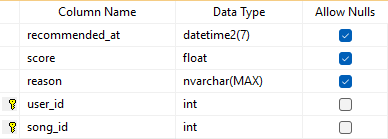 Column Name Data Type Allow Nulls
recommended_at datetime2(7)
score float
reason nvarchar(MAX)
user_id int
song_id int